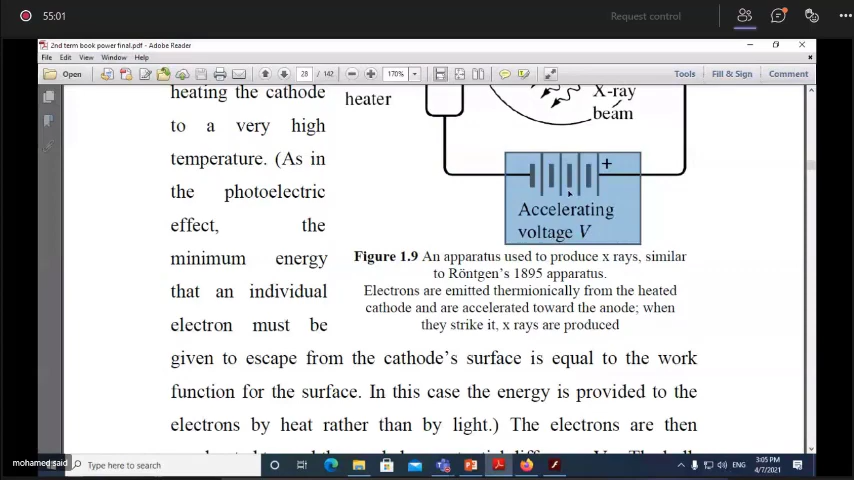 55:01
Request control
2nd term book power final.pdf - Adobe Reader
File Edit View Window Help
Open 28 / 142 170% Tools Fill & Sign Comment
heating the cathode
to a very high
temperature. (As in
the photoelectric
effect, the
minimum energy
that an individual
electron must be
heater
X-ray
beam
+
Accelerating
voltage V
Figure 1.9 An apparatus used to produce x rays, similar
to Röntgen's 1895 apparatus.
Electrons are emitted thermionically from the heated
cathode and are accelerated toward the anode; when
they strike it, x rays are produced
given to escape from the cathode's surface is equal to the work
function for the surface. In this case the energy is provided to the
electrons by heat rather than by light.) The electrons are then
mohamed said
Type here to search
ENG
3:05 PM
4/7/2021